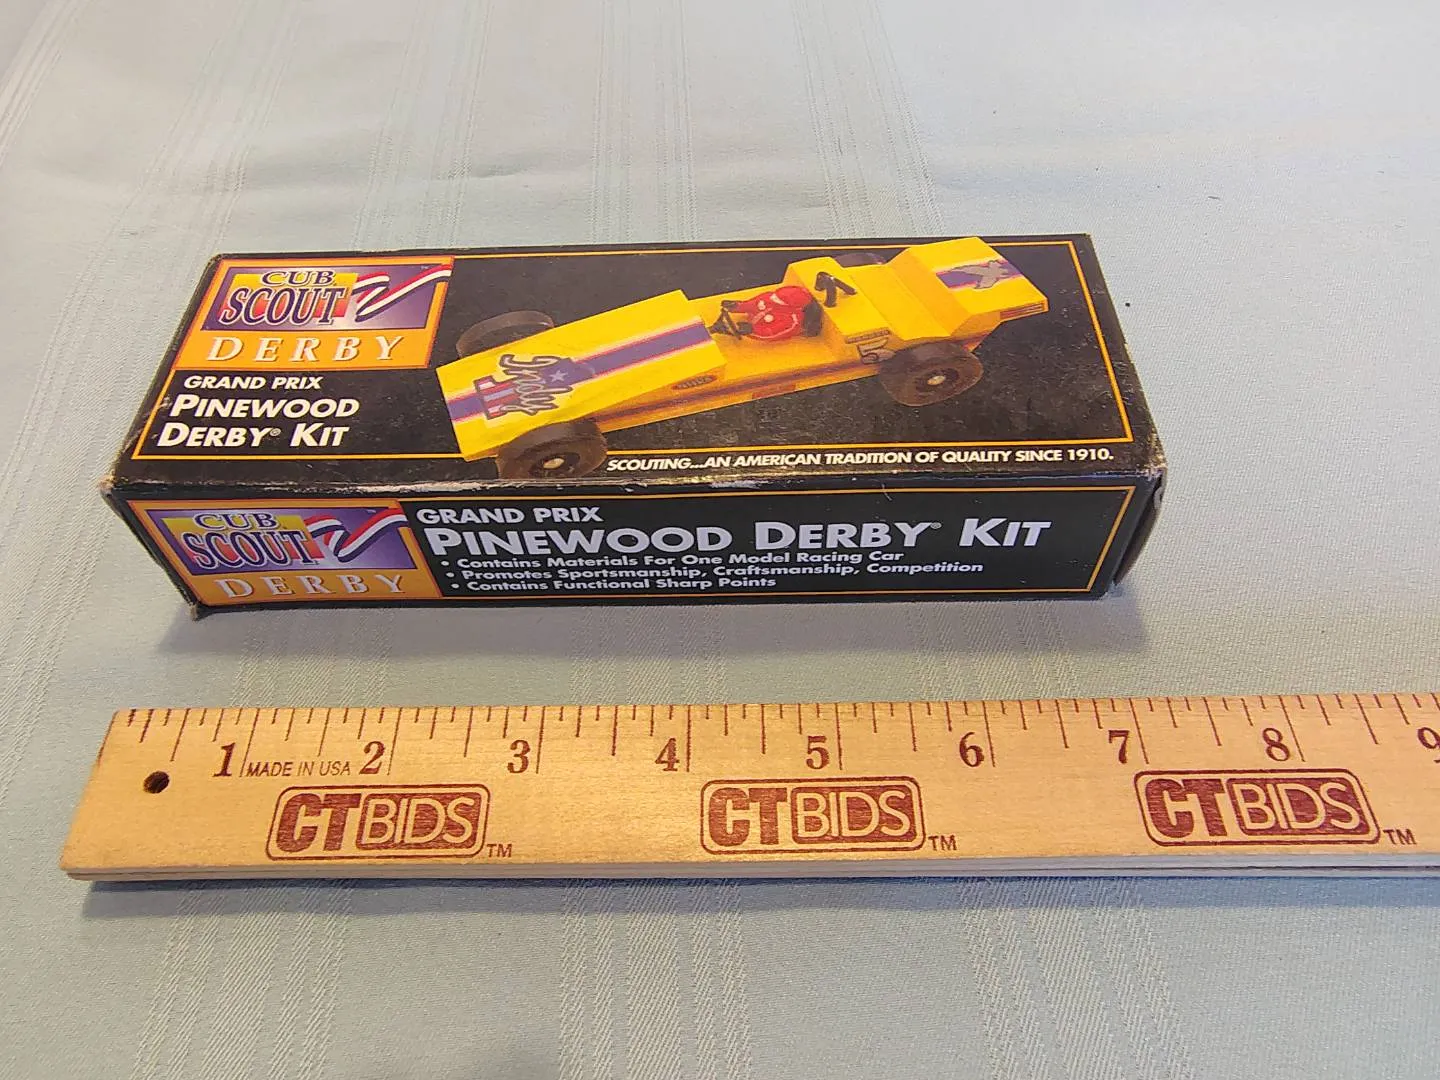 CUB
SCOUT
DERBY
GRAND PRIX
PINEWOOD
DERBY® KIT
Indy
SCOUTING...AN AMERICAN TRADITION OF QUALITY SINCE 1910.
CUB
SCOUT
DERBY
GRAND PRIX
PINEWOOD DERBY® KIT
• Contains Materials For One Model Racing Car
• Promotes Sportsmanship, Craftsmanship, Competition
• Contains Functional Sharp Points
1 MADE IN USA 2 3 4 5 6 7 8 9
CTBIDS™ CTBIDS™ CTBIDS™